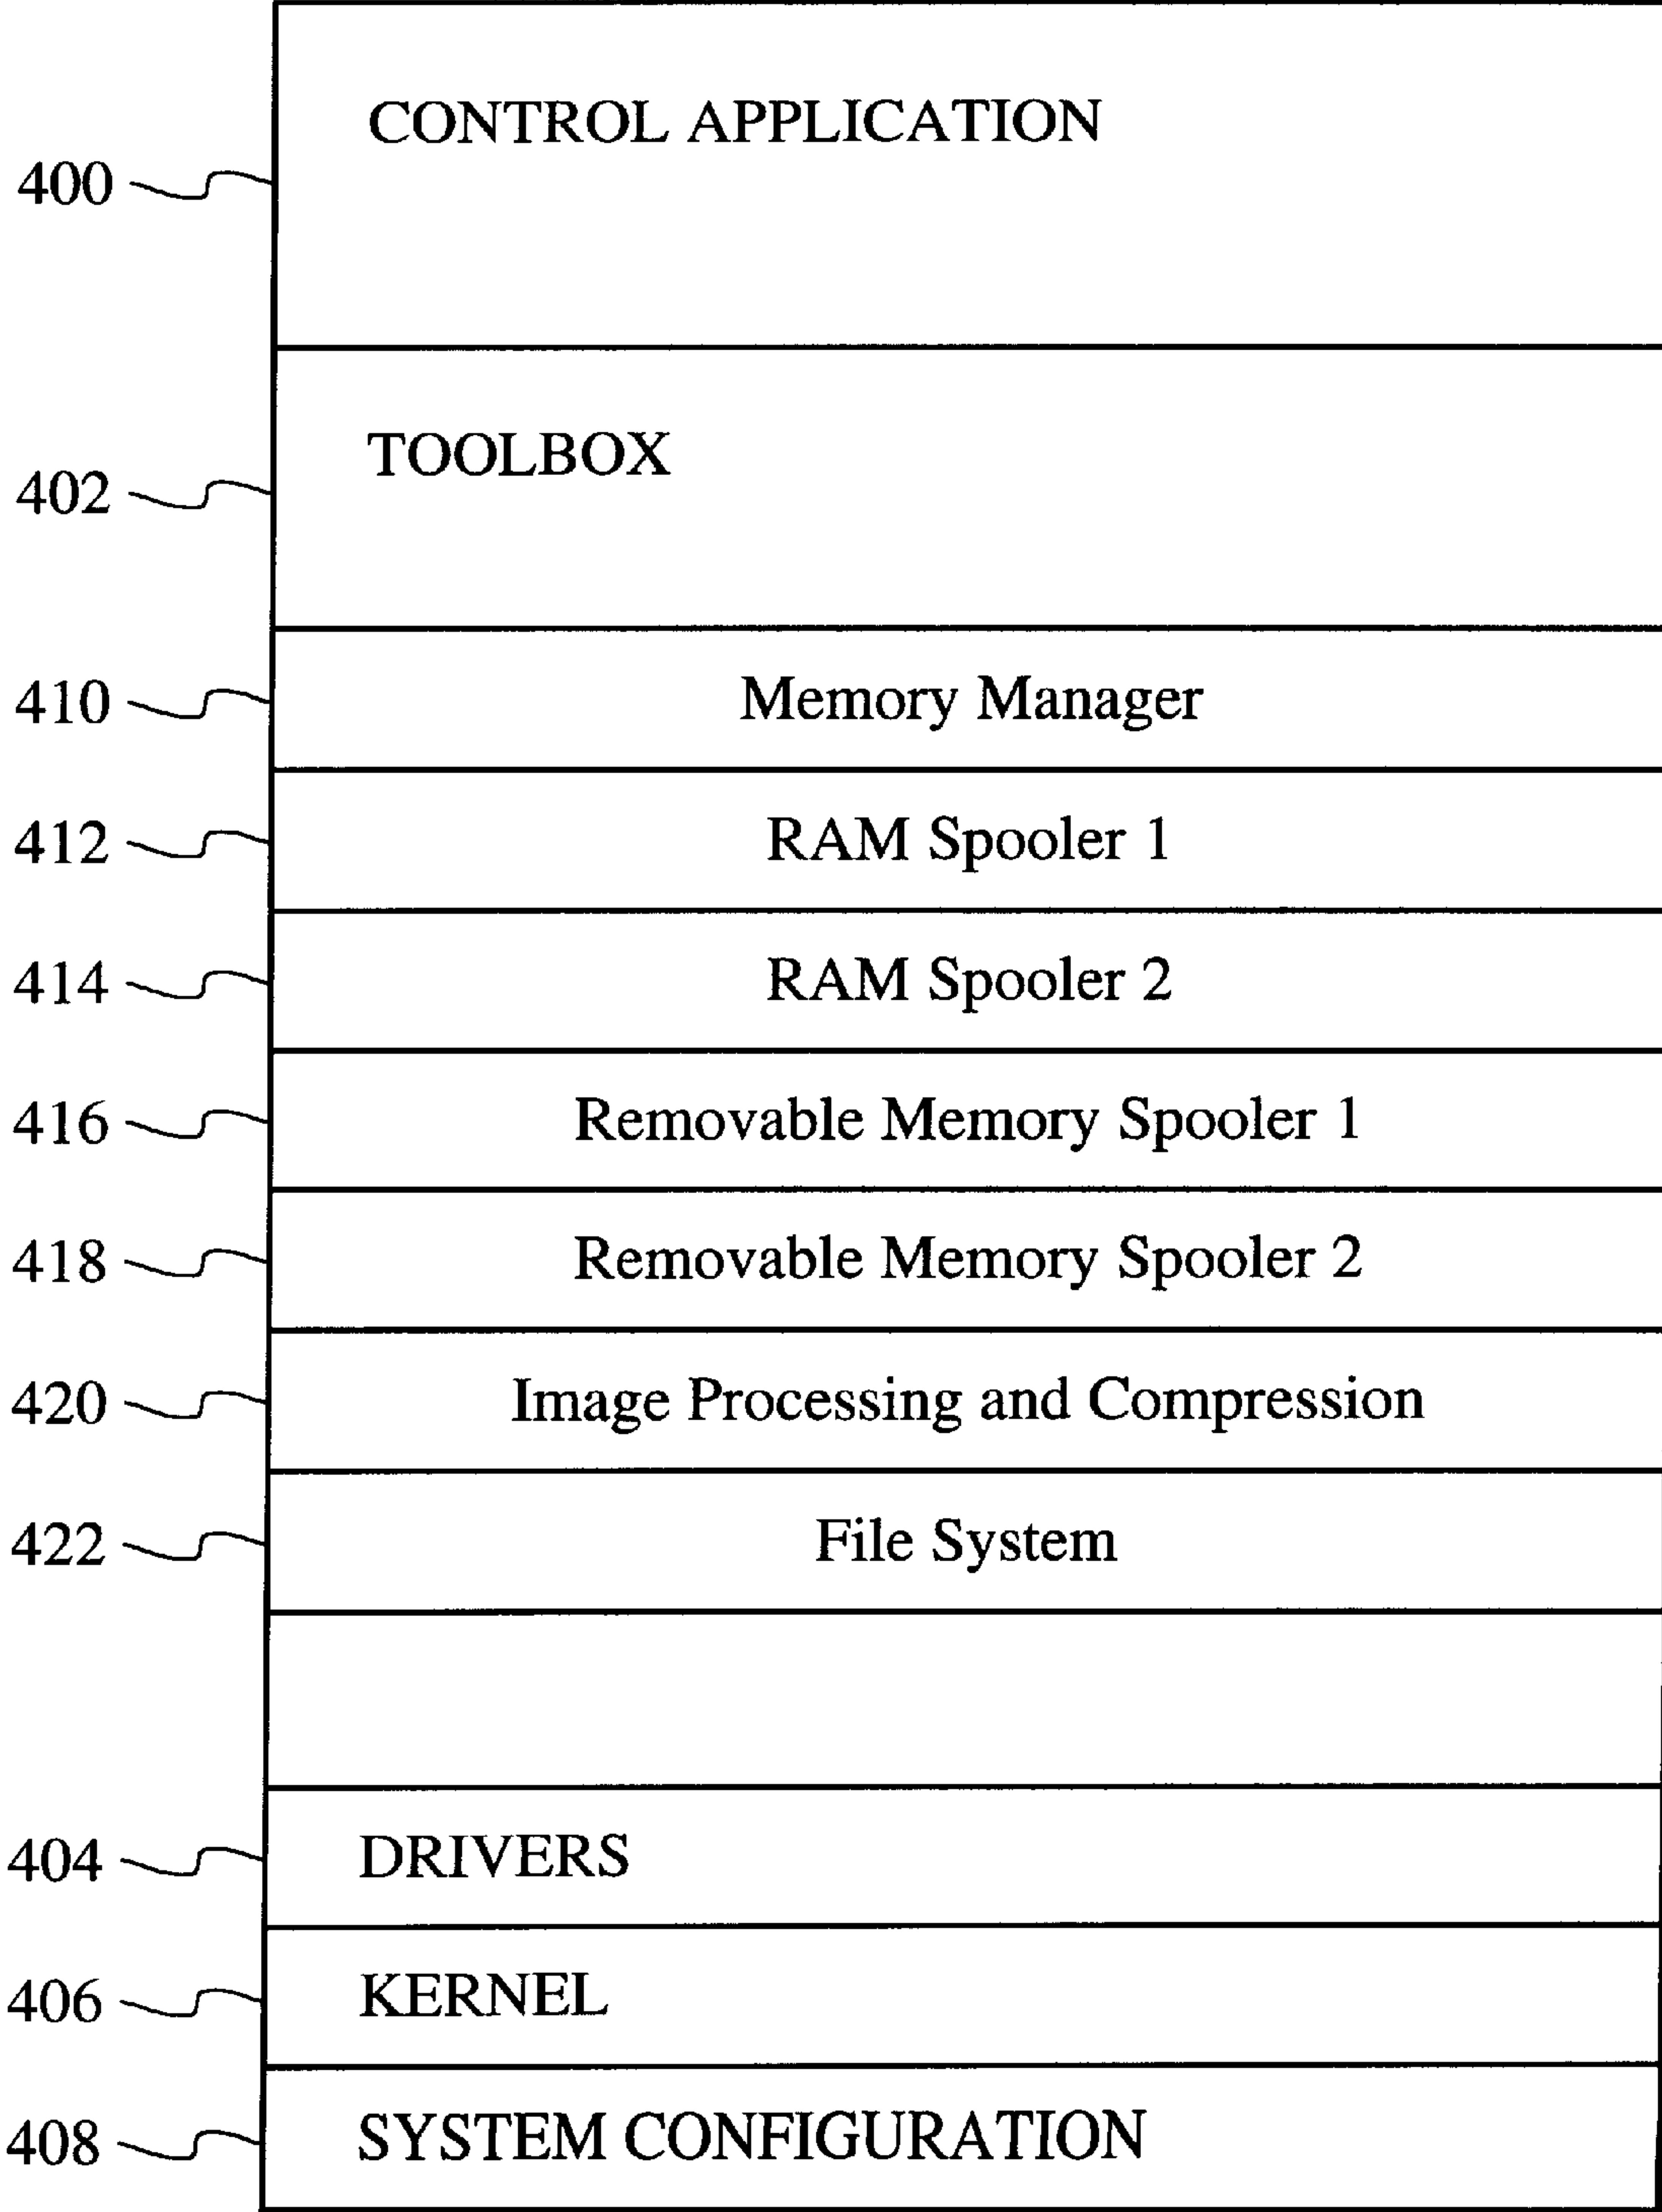 CONTROL APPLICATION
400
TOOLBOX
402
410 Memory Manager
412 RAM Spooler 1
414 RAM Spooler 2
416 Removable Memory Spooler 1
418 Removable Memory Spooler 2
420 Image Processing and Compression
422 File System
404 DRIVERS
406 KERNEL
408 SYSTEM CONFIGURATION